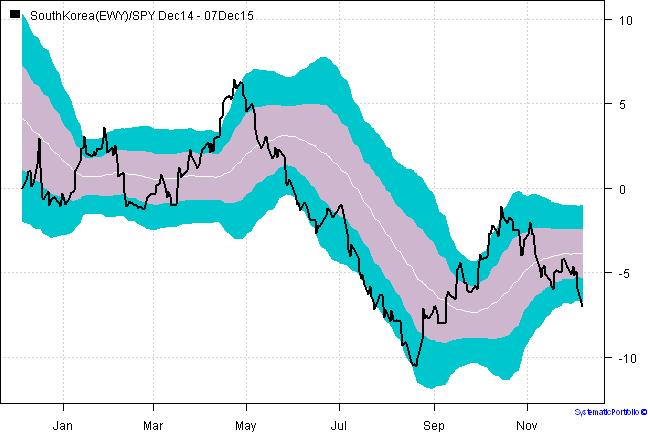 SouthKorea(EWY)/SPY Dec14 - 07Dec15
10
5
0
-5
-10
Jan Mar May Jul Sep Nov
SystematicPortfolio ©